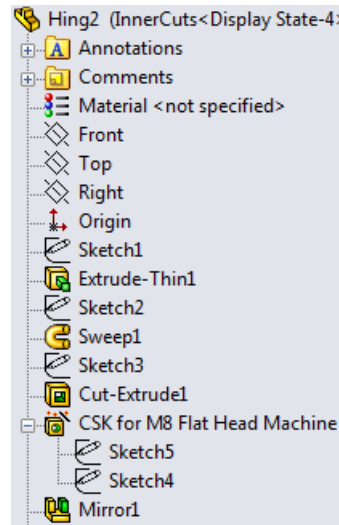 Hing2 (InnerCuts<Display State-4>
Annotations
Comments
Material <not specified>
Front
Top
Right
Origin
Sketch1
Extrude-Thin1
Sketch2
Sweep1
Sketch3
Cut-Extrude1
CSK for M8 Flat Head Machine
Sketch5
Sketch4
Mirror1